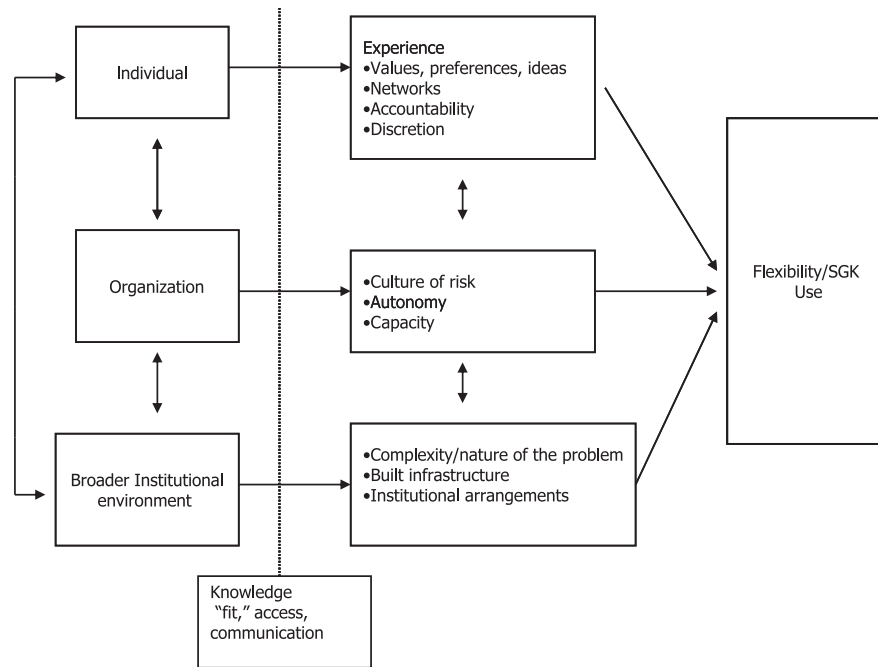 Individual
Experience
•Values, preferences, ideas
•Networks
•Accountability
•Discretion
Organization
•Culture of risk
•Autonomy
•Capacity
Flexibility/SGK
Use
Broader Institutional
environment
•Complexity/nature of the problem
•Built infrastructure
•Institutional arrangements
Knowledge
“fit,” access,
communication